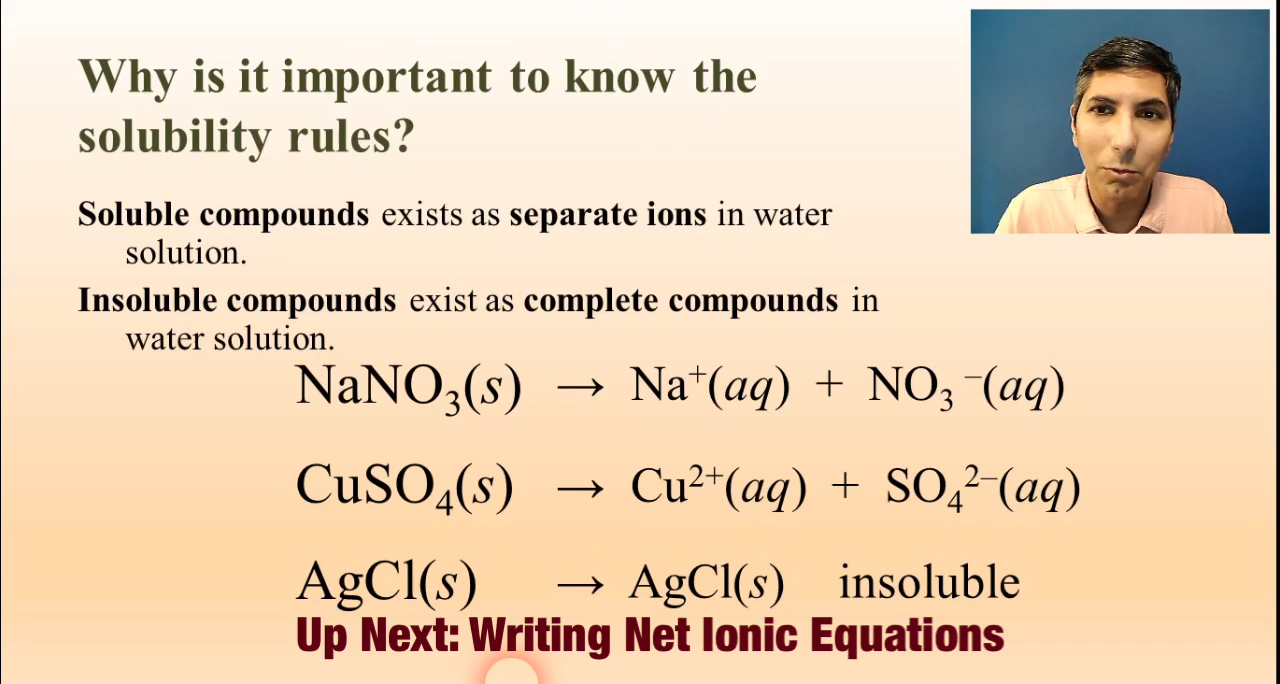 Why is it important to know the
solubility rules?
Soluble compounds exists as separate ions in water
solution.
Insoluble compounds exist as complete compounds in
water solution.
NaNO₃(s) → Na⁺(aq) + NO₃ ⁻(aq)
CuSO₄(s) → Cu²⁺(aq) + SO₄²⁻(aq)
AgCl(s) → AgCl(s) insoluble
Up Next: Writing Net Ionic Equations